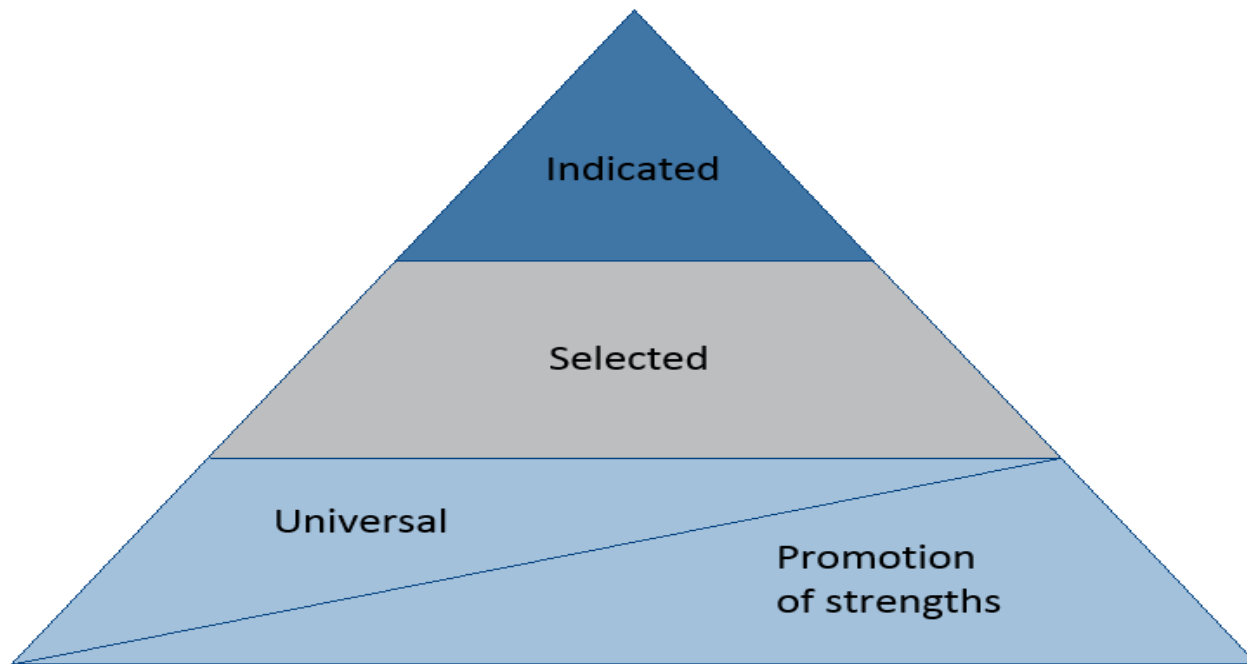 Indicated
Selected
Universal
Promotion
of strengths